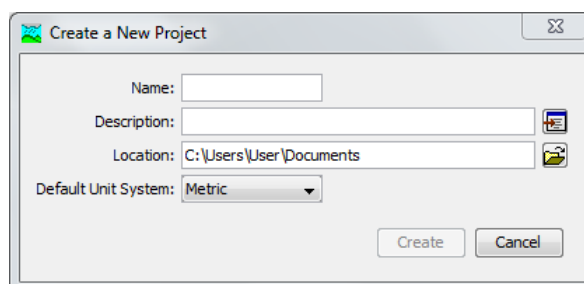 Create a New Project
Name:
Description:
Location: C:\Users\User\Documents
Default Unit System: Metric
Create Cancel